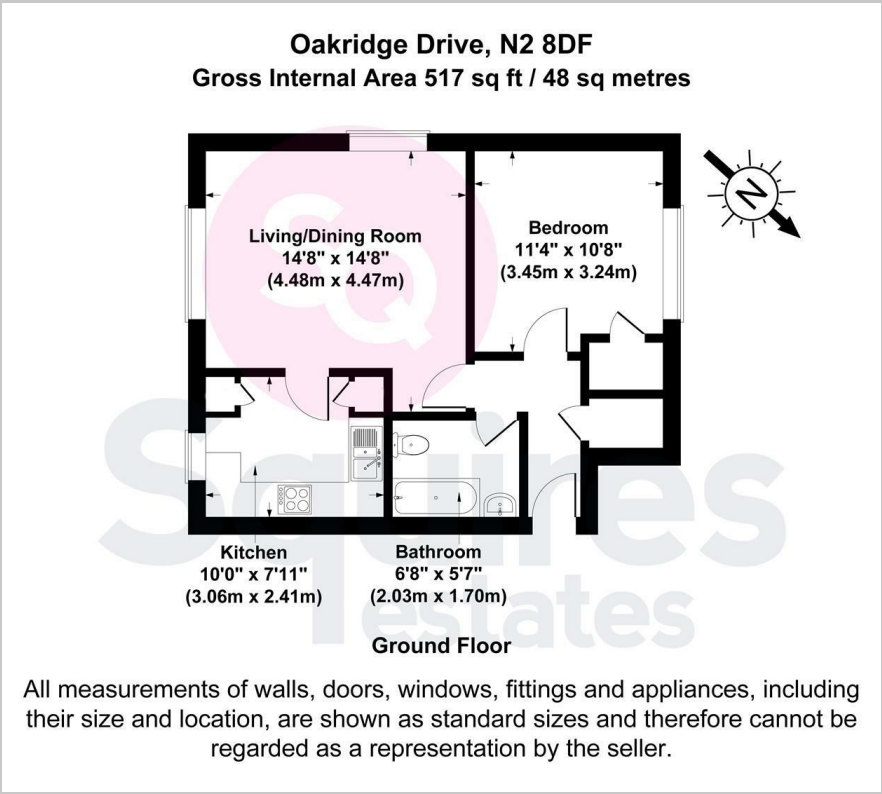 Oakridge Drive, N2 8DF
Gross Internal Area 517 sq ft / 48 sq metres
N
SQ
Living/Dining Room
14'8" x 14'8"
(4.48m x 4.47m)
Bedroom
11'4" x 10'8"
(3.45m x 3.24m)
Squires
estates
Kitchen
10'0" x 7'11"
(3.06m x 2.41m)
Bathroom
6'8" x 5'7"
(2.03m x 1.70m)
Ground Floor
All measurements of walls, doors, windows, fittings and appliances, including
their size and location, are shown as standard sizes and therefore cannot be
regarded as a representation by the seller.